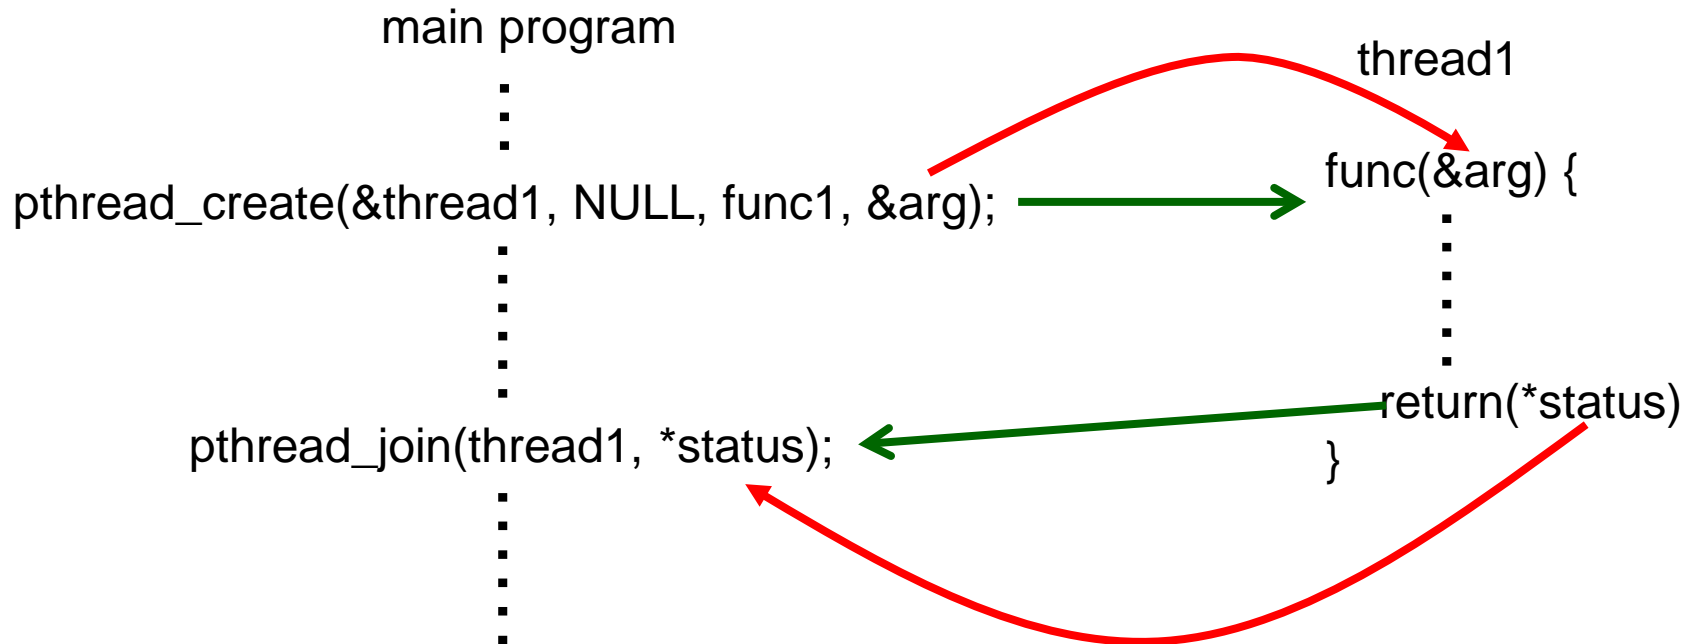 main program
thread1
func(&arg) {
pthread_create(&thread1, NULL, func1, &arg);
return(*status)
pthread_join(thread1, *status);
}